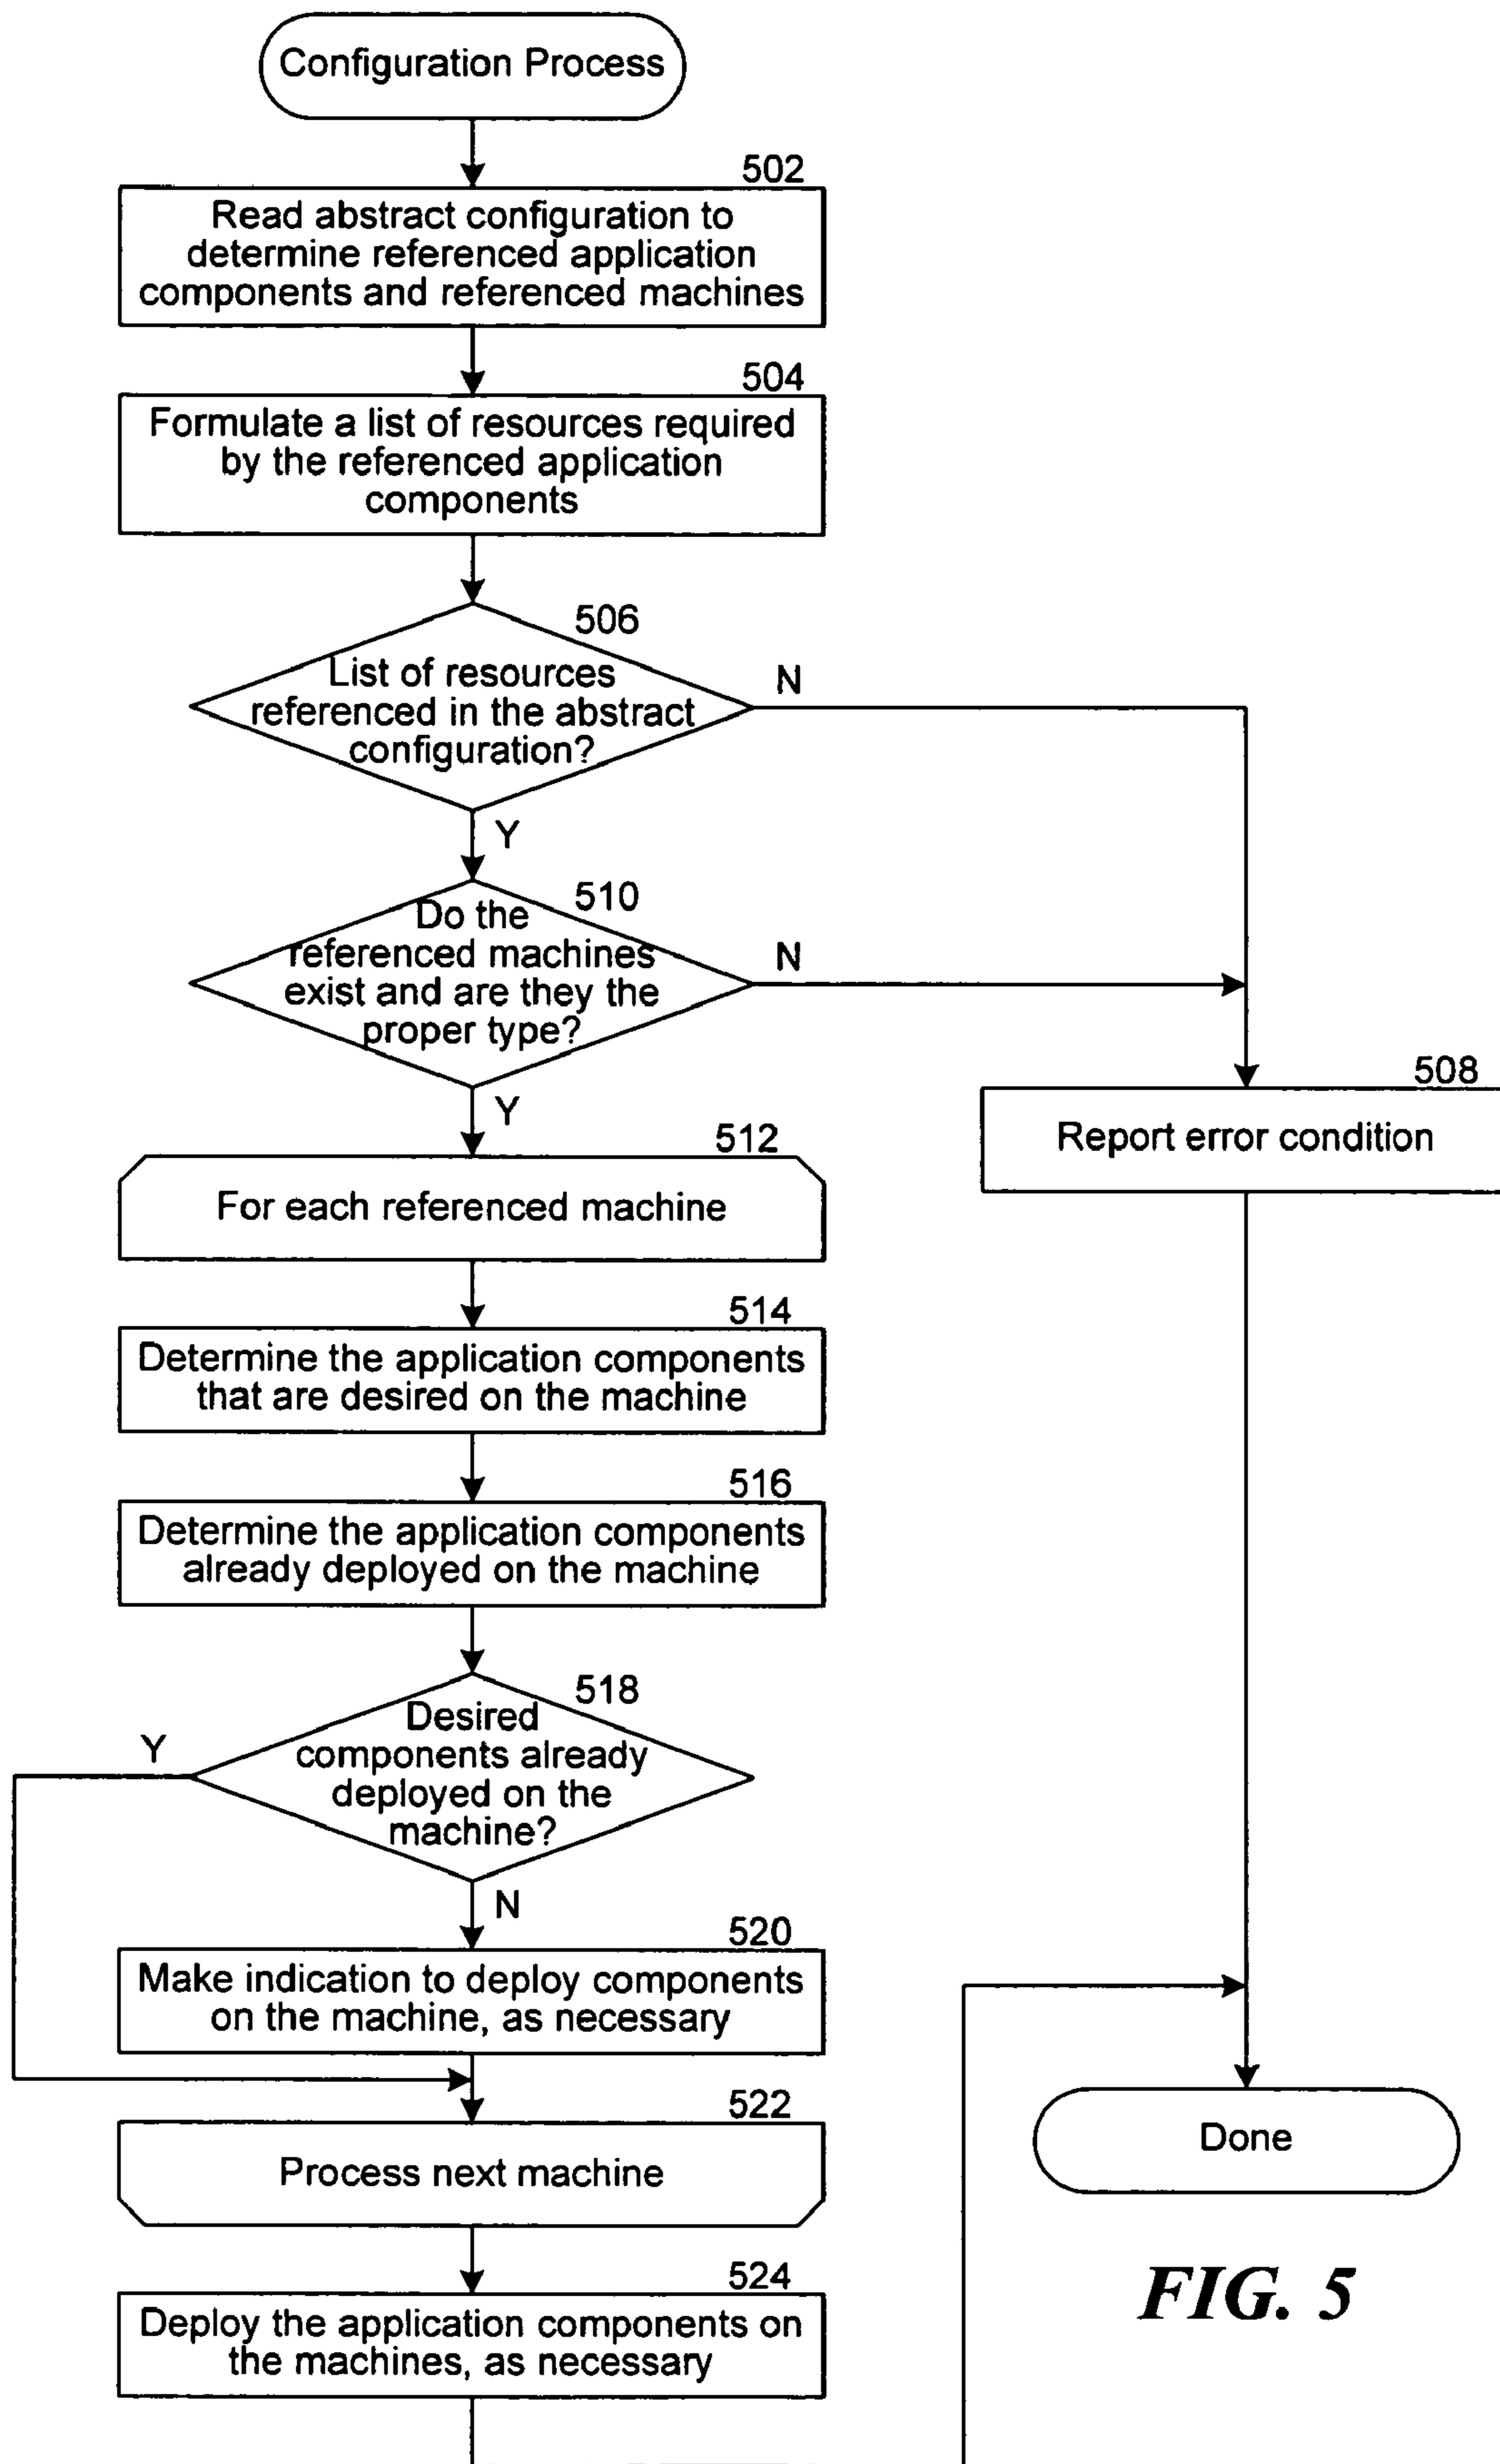 Configuration Process
502
Read abstract configuration to
determine referenced application
components and referenced machines
504
Formulate a list of resources required
by the referenced application
components
506
List of resources
referenced in the abstract
configuration?
N
Y
510
Do the
referenced machines
exist and are they the
proper type?
N
Y
508
Report error condition
512
For each referenced machine
514
Determine the application components
that are desired on the machine
516
Determine the application components
already deployed on the machine
518
Desired
components already
deployed on the
machine?
Y
N
520
Make indication to deploy components
on the machine, as necessary
522
Process next machine
Done
524
Deploy the application components on
the machines, as necessary
FIG. 5